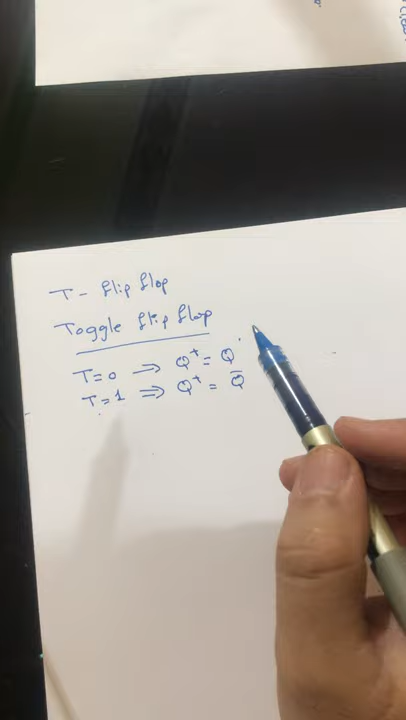 T- flip flop
Toggle flip flop
T=0 → Q⁺ = Q
T=1 ⇒ Q⁺ = Q̅